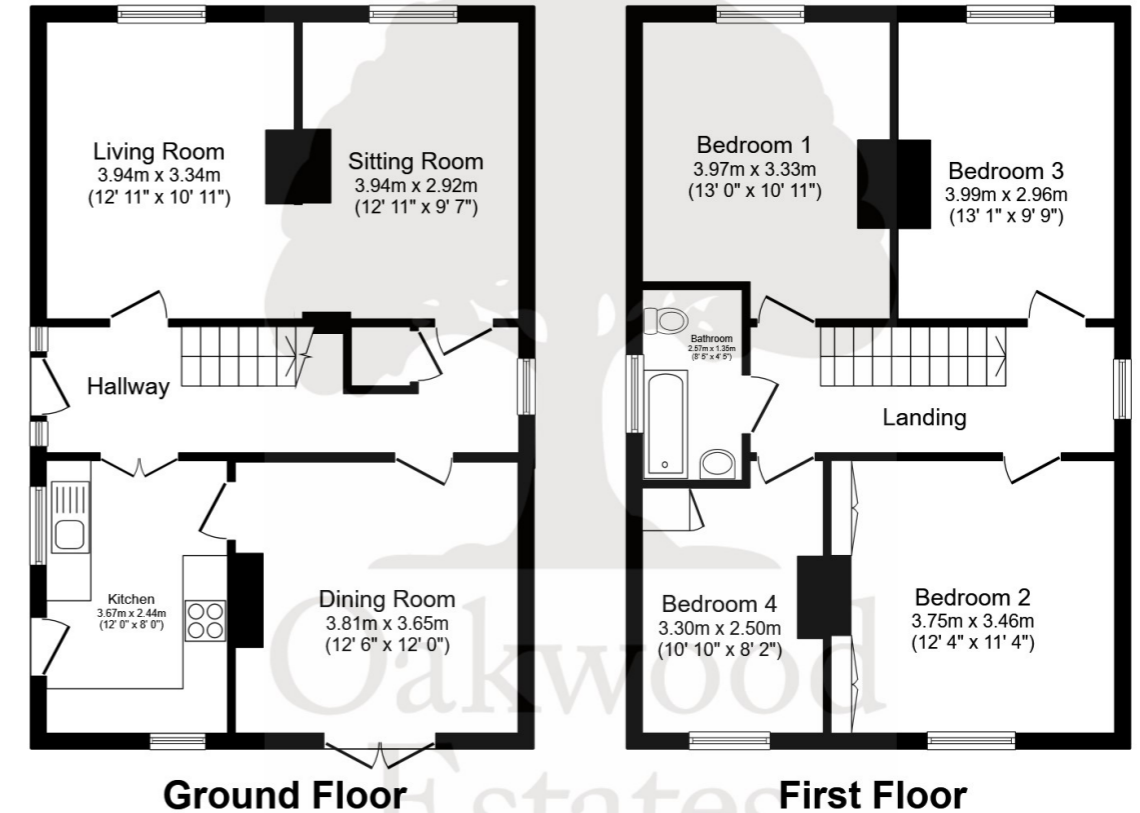 Living Room
3.94m x 3.34m
(12' 11" x 10' 11")
Sitting Room
3.94m x 2.92m
(12' 11" x 9' 7")
Hallway
Kitchen
3.67m x 2.44m
(12' 0" x 8' 0")
Dining Room
3.81m x 3.65m
(12' 6" x 12' 0")
Ground Floor
Bedroom 1
3.97m x 3.33m
(13' 0" x 10' 11")
Bedroom 3
3.99m x 2.96m
(13' 1" x 9' 9")
Bathroom
2.57m x 1.35m
(8' 5" x 4' 5")
Landing
Bedroom 4
3.30m x 2.50m
(10' 10" x 8' 2")
Bedroom 2
3.75m x 3.46m
(12' 4" x 11' 4")
First Floor
Oakwood
Estates